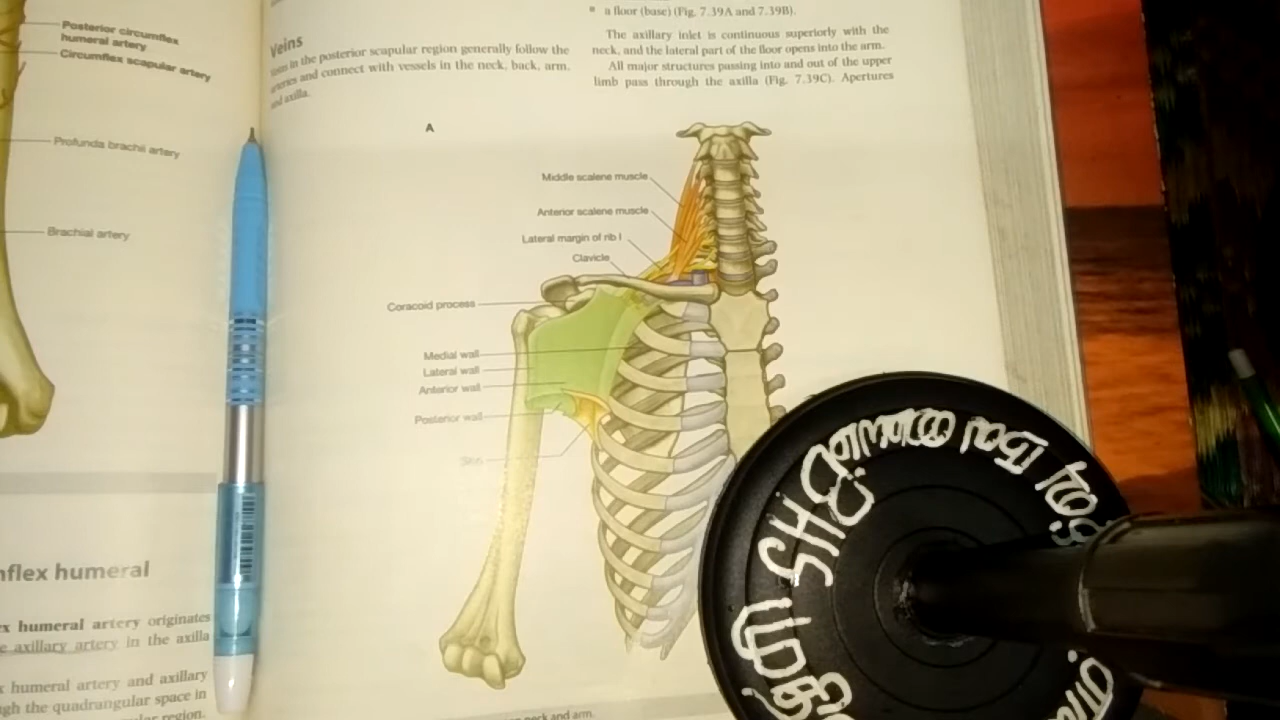 Posterior circumflex
humeral artery
Circumflex scapular artery
Profunda brachii artery
Brachial artery
flex humeral
humeral artery originates
axillary artery in the axilla
humeral artery and axillary
the quadrangular space in
region.
Veins
in the posterior scapular region generally follow the
and connect with vessels in the neck, back, arm,
and axilla.
a floor (base) (Fig. 7.39A and 7.39B).
The axillary inlet is continuous superiorly with the
neck, and the lateral part of the floor opens into the arm.
All major structures passing into and out of the upper
limb pass through the axilla (Fig. 7.39C). Apertures
A
Middle scalene muscle
Anterior scalene muscle
Lateral margin of rib I
Clavicle
Coracoid process
Medial wall
Lateral wall
Anterior wall
Posterior wall
Skin
neck and arm.
SH